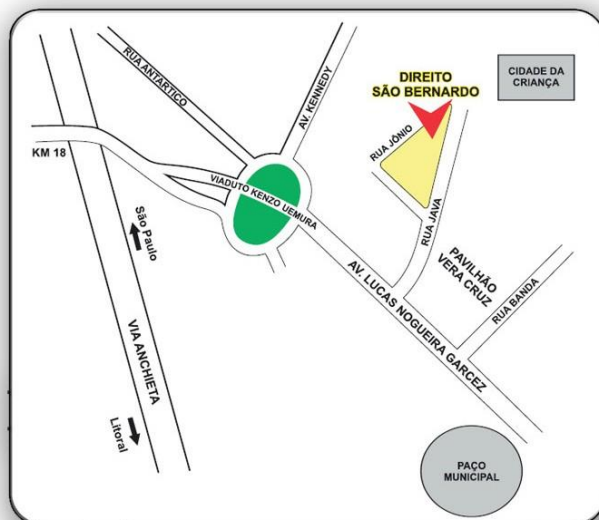 RUA ANTARTICO
AV. KENNEDY
DIREITO
SÃO BERNARDO
CIDADE DA
CRIANÇA
KM 18
RUA JÔNIO
VIADUTO KENZO UEMURA
São Paulo
RUA JAVA
PAVILHÃO
VERA CRUZ
AV. LUCAS NOGUEIRA GARCEZ
RUA BANDA
VIA ANCHIETA
Litoral
PAÇO
MUNICIPAL